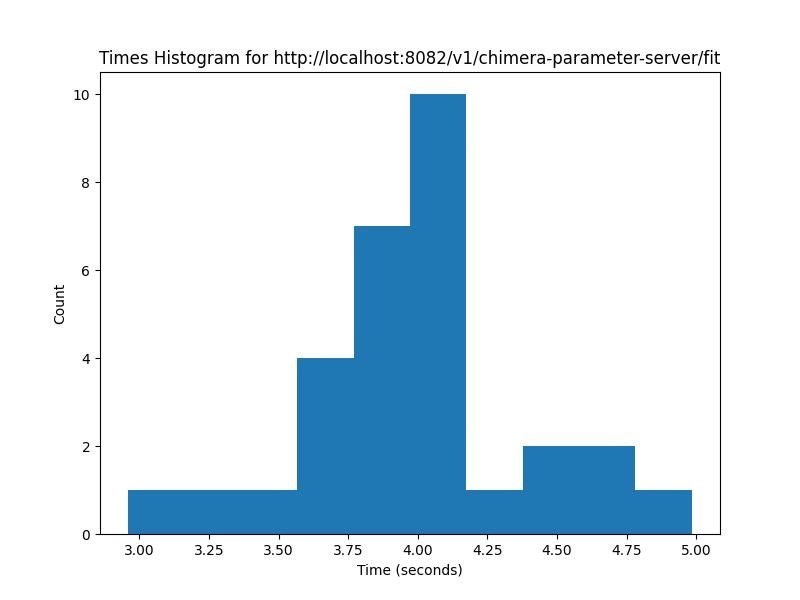 Times Histogram for http://localhost:8082/v1/chimera-parameter-server/fit
10
8
6
4
2
0
Count
3.00 3.25 3.50 3.75 4.00 4.25 4.50 4.75 5.00
Time (seconds)